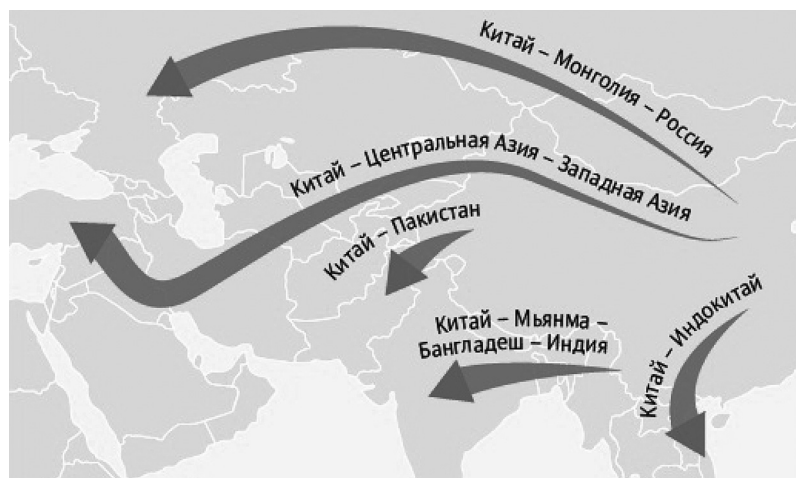 Китай – Монголия – Россия
Китай – Центральная Азия – Западная Азия
Китай – Пакистан
Китай – Мьянма –
Бангладеш – Индия
Китай – Индокитай